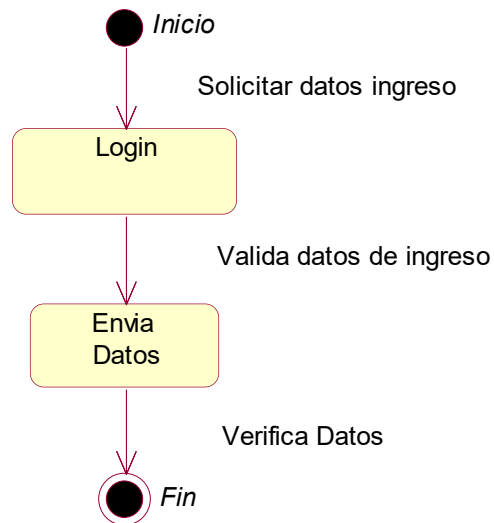 Inicio
Solicitar datos ingreso
Login
Valida datos de ingreso
Envia
Datos
Verifica Datos
Fin